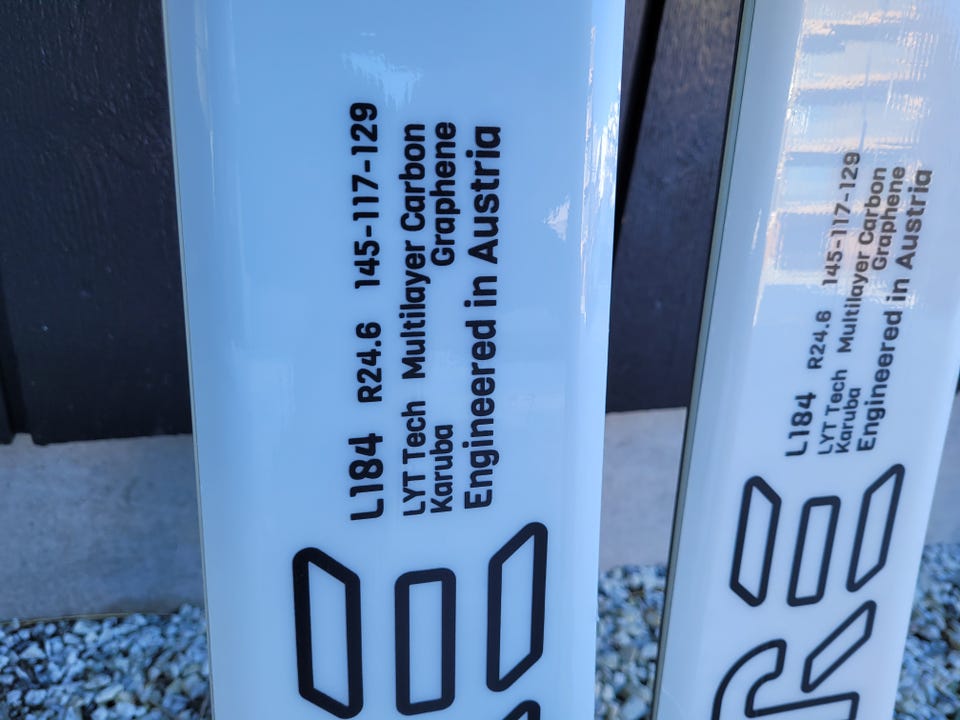 L184 R24.6 145-117-129
LYT Tech Multilayer Carbon
Karuba Graphene
Engineered in Austria
L184 R24.6 145-117-129
LYT Tech Multilayer Carbon
Karuba Graphene
Engineered in Austria